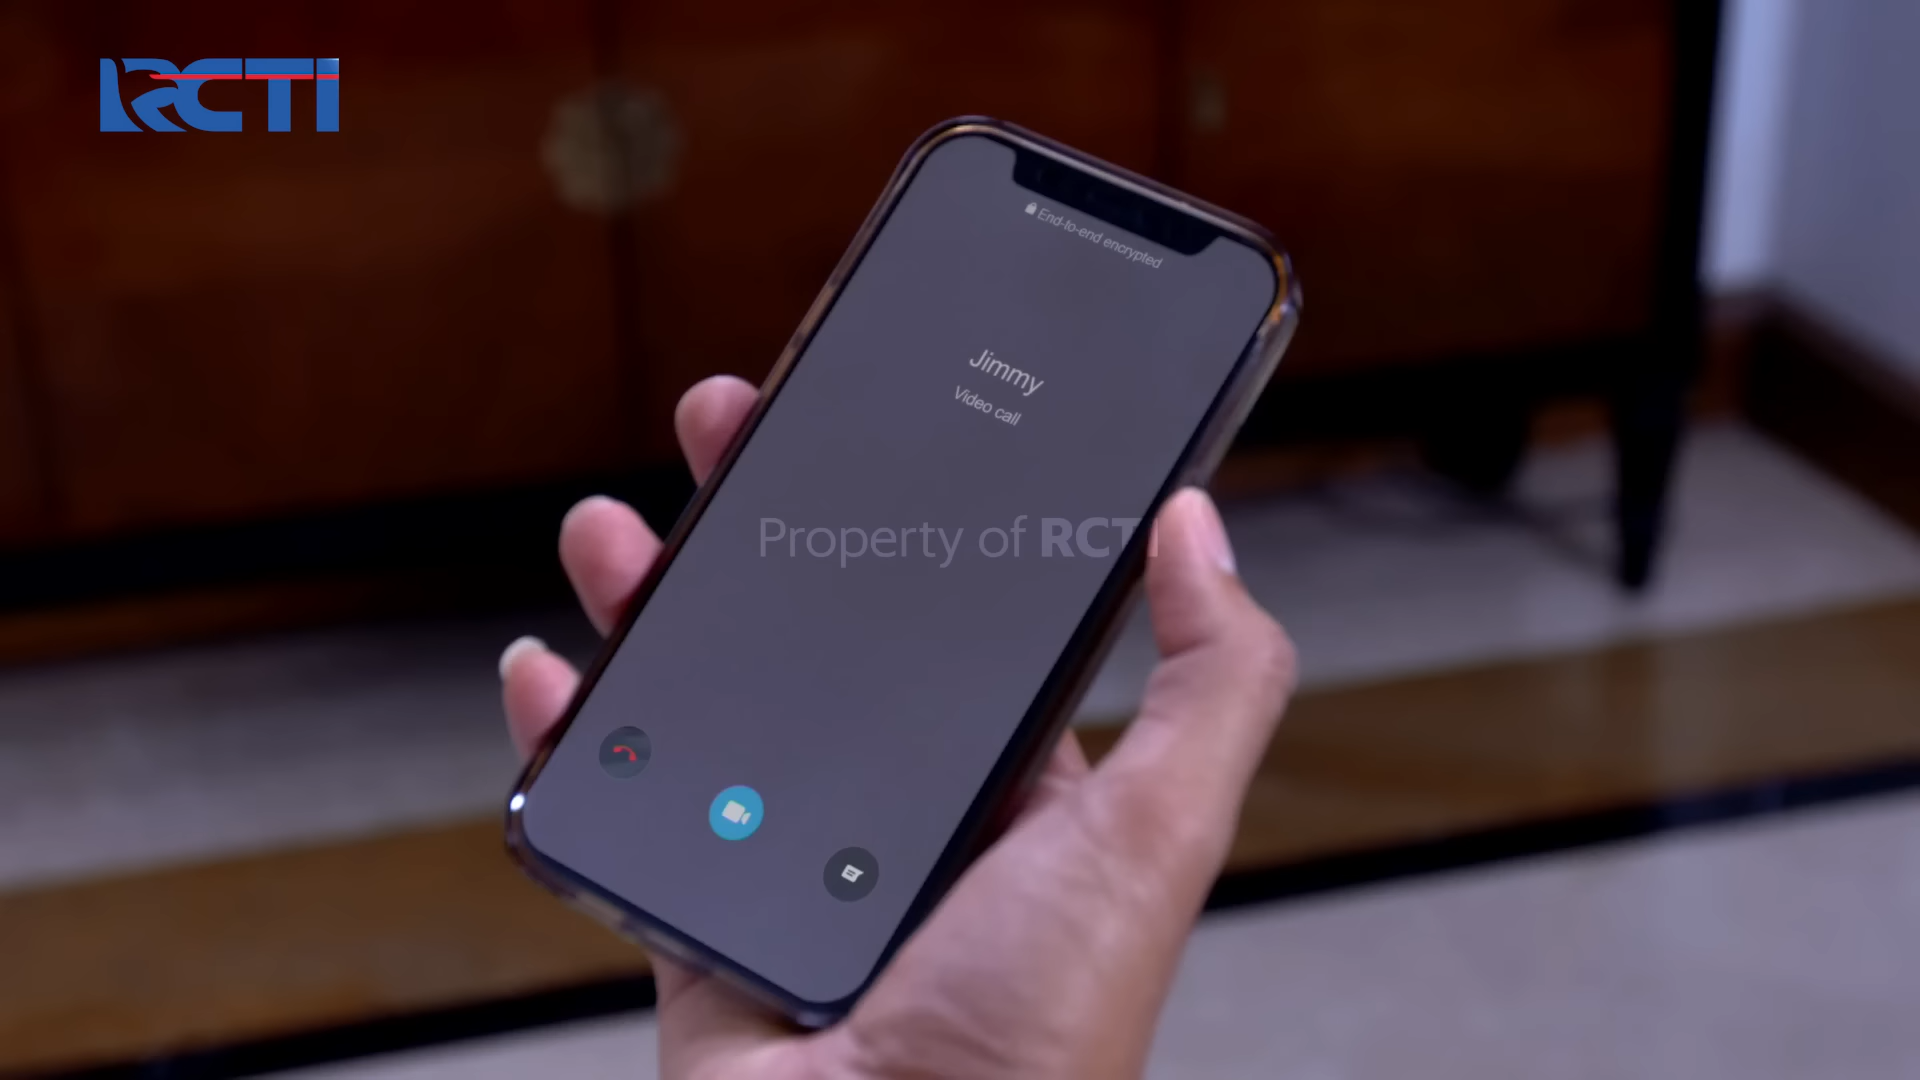 RCTI
End-to-end encrypted
Jimmy
Video call
Property of RCTI